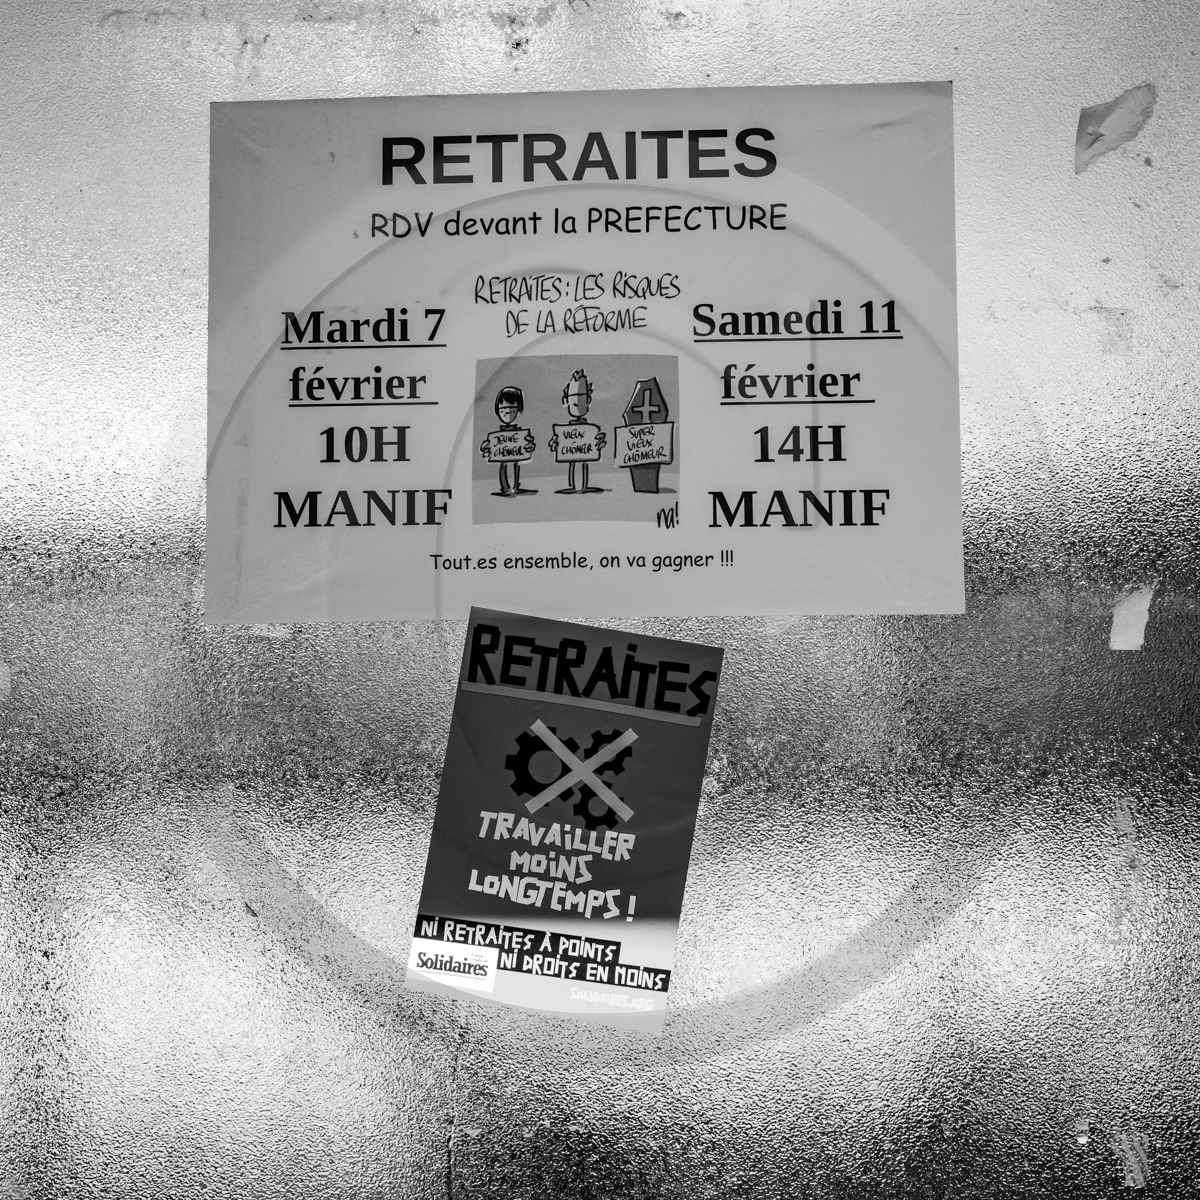 RETRAITES
RDV devant la PREFECTURE
RETRAITES : LES RISQUES
DE LA RÉFORME
Mardi 7
février
10H
MANIF
JEUNE
CHÔMEUR
VIEUX
CHÔMEUR
SUPER
VIEUX
CHÔMEUR
na!
Samedi 11
février
14H
MANIF
Tout.es ensemble, on va gagner !!!
RETRAITES
TRAVAILLER
MOINS
LONGTEMPS !
NI RETRAITES À POINTS
NI DROITS EN MOINS
Solidaires
SOLIDAIRES.ORG